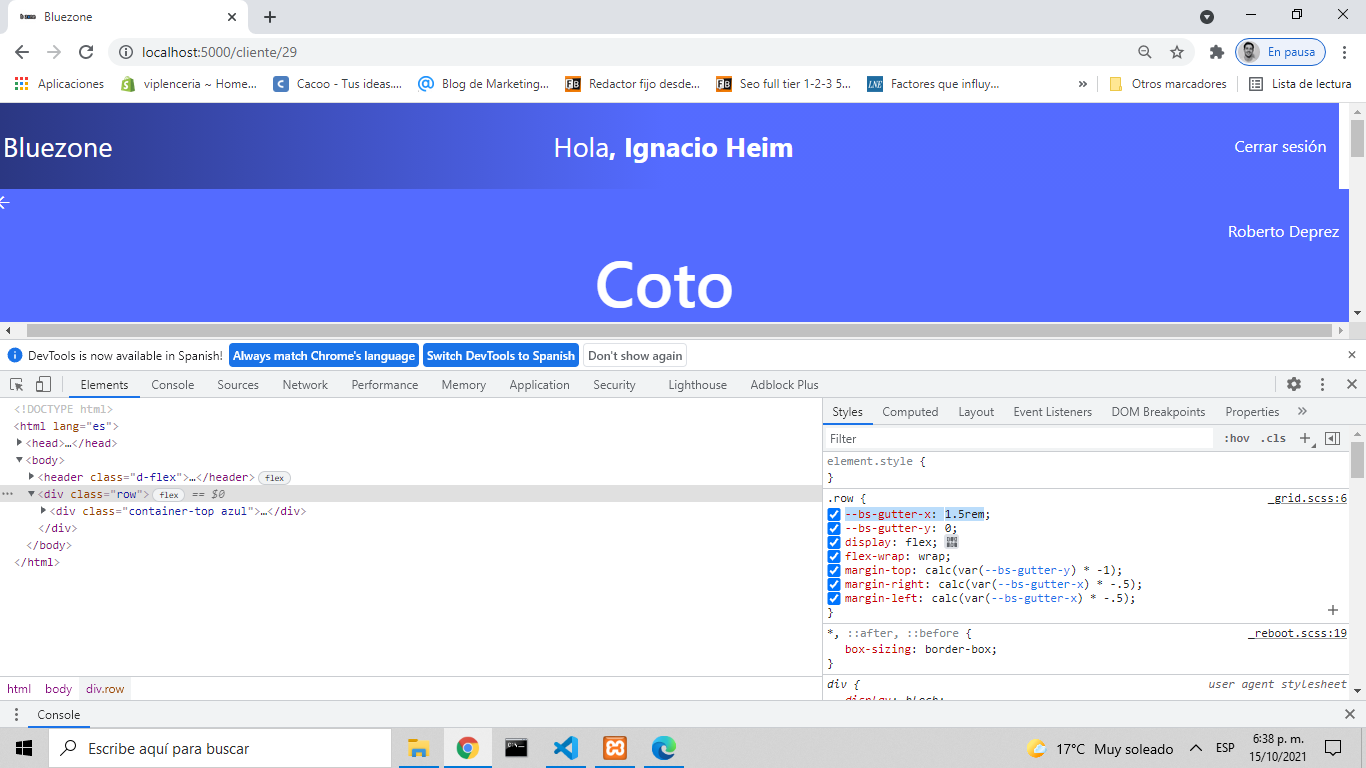 Bluezone
localhost:5000/cliente/29
En pausa
Aplicaciones
viplenceria ~ Home...
Cacoo - Tus ideas....
Blog de Marketing...
Redactor fijo desde...
Seo full tier 1-2-3 5...
Factores que influy...
»
Otros marcadores
Lista de lectura
Bluezone
Hola, Ignacio Heim
Cerrar sesión
Roberto Deprez
Coto
DevTools is now available in Spanish!
Always match Chrome's language
Switch DevTools to Spanish
Don't show again
Elements
Console
Sources
Network
Performance
Memory
Application
Security
Lighthouse
Adblock Plus
<!DOCTYPE html>
<html lang="es">
<head>…</head>
<body>
<header class="d-flex">…</header> flex
<div class="row"> flex == $0
<div class="container-top azul">…</div>
</div>
</body>
</html>
html body div.row
Styles
Computed
Layout
Event Listeners
DOM Breakpoints
Properties
»
Filter
:hov .cls
element.style {
}
.row { _grid.scss:6
--bs-gutter-x: 1.5rem;
--bs-gutter-y: 0;
display: flex;
flex-wrap: wrap;
margin-top: calc(var(--bs-gutter-y) * -1);
margin-right: calc(var(--bs-gutter-x) * -.5);
margin-left: calc(var(--bs-gutter-x) * -.5);
}
*, ::after, ::before { _reboot.scss:19
box-sizing: border-box;
}
div { user agent stylesheet
display: block;
Console
Escribe aquí para buscar
17°C Muy soleado
ESP
6:38 p. m.
15/10/2021